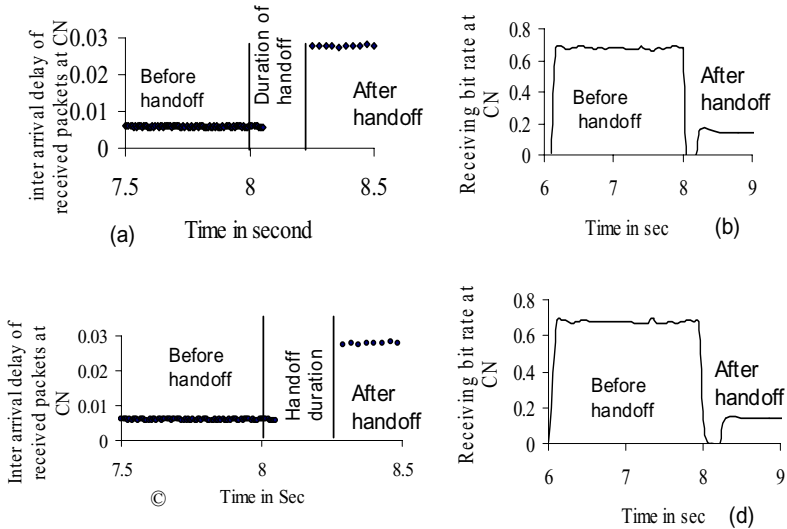 inter arrival delay of
received packets at CN
0.03
0.02
0.01
0
Before
handoff
Duration of
handoff
After
handoff
7.5
8
8.5
(a)
Time in second
Receiving bit rate at
CN
0.8
0.6
0.4
0.2
0
Before
handoff
After
handoff
6
7
8
9
Time in sec
(b)
Inter arrival delay of
received packets at
CN
0.03
0.02
0.01
0
Before
handoff
Handoff
duration
After
handoff
7.5
8
8.5
©
Time in Sec
Receiving bit rate at
CN
0.8
0.6
0.4
0.2
0
Before
handoff
After
handoff
6
7
8
9
Time in sec
(d)